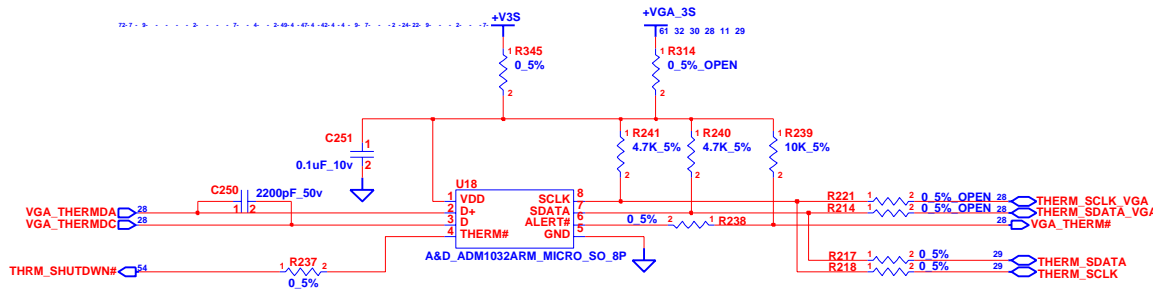 +V3S
+VGA_3S
61 32 30 28 11 29
1 R345
0_5%
2
1 R314
0_5%_OPEN
2
C251
1
2
0.1uF_10v
1 R241
4.7K_5%
2
1 R240
4.7K_5%
2
1 R239
10K_5%
2
C250
2200pF_50v
1 2
U18
VGA_THERMDA 28
VGA_THERMDC 28
1 VDD
2 D+
3 D
4 THERM#
SCLK 8
SDATA 7
ALERT# 6
GND 5
A&D_ADM1032ARM_MICRO_SO_8P
0_5% 2 1 R238
R221 1 2 0_5%_OPEN 28 THERM_SCLK_VGA
R214 1 2 0_5%_OPEN 28 THERM_SDATA_VGA
28 VGA_THERM#
R217 1 2 0_5% 29 THERM_SDATA
R218 1 2 0_5% 29 THERM_SCLK
THRM_SHUTDWN# 54
R237
1 2
0_5%